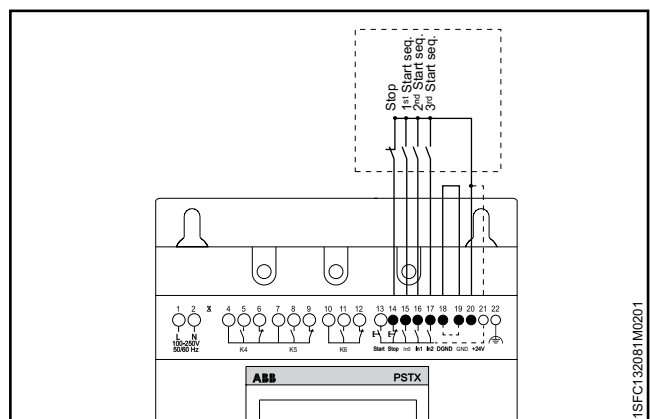 Stop
1st Start seq.
2nd Start seq.
3rd Start seq.
1 2 4 5 6 7 8 9 10 11 12 13 14 15 16 17 18 19 20 21 22
L N
100-250V
50/60 Hz
K4 K5 K6
Start Stop In0 In1 In2 DGND GND +24V
ABB PSTX
1SFC132081M0201